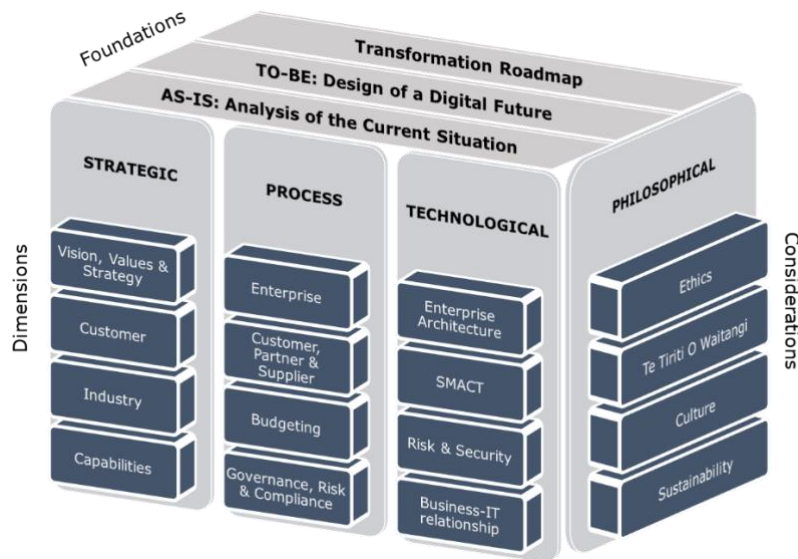 Foundations
Transformation Roadmap
TO-BE: Design of a Digital Future
AS-IS: Analysis of the Current Situation
Dimensions
STRATEGIC
Vision, Values &
Strategy
Customer
Industry
Capabilities
PROCESS
Enterprise
Customer,
Partner &
Supplier
Budgeting
Governance, Risk
& Compliance
TECHNOLOGICAL
Enterprise
Architecture
SMACT
Risk & Security
Business-IT
relationship
PHILOSOPHICAL
Ethics
Te Tiriti O Waitangi
Culture
Sustainability
Considerations